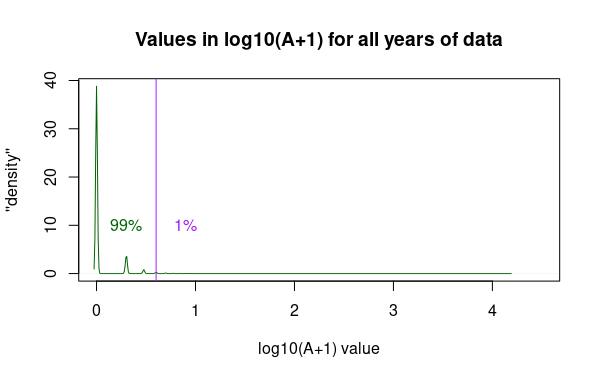 Values in log10(A+1) for all years of data
"density"
40
30
20
10
0
99%
1%
0 1 2 3 4
log10(A+1) value